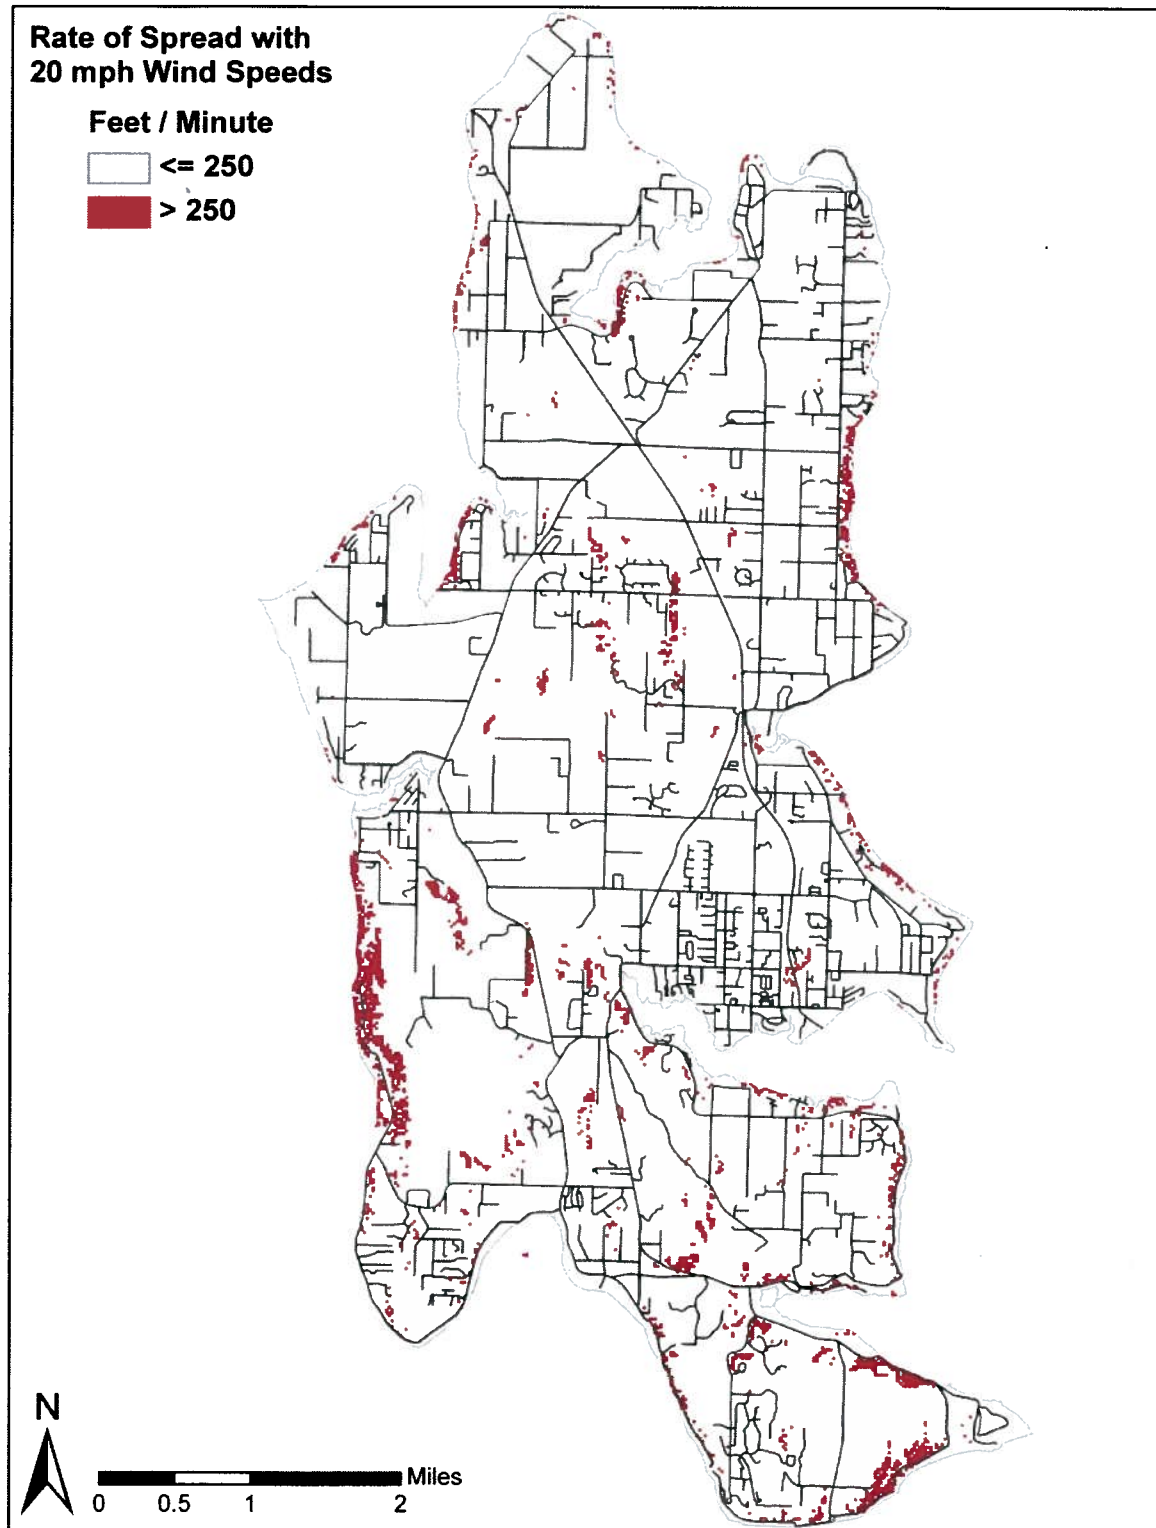 Rate of Spread with
20 mph Wind Speeds
Feet / Minute
<= 250
> 250
N
Miles
0 0.5 1 2